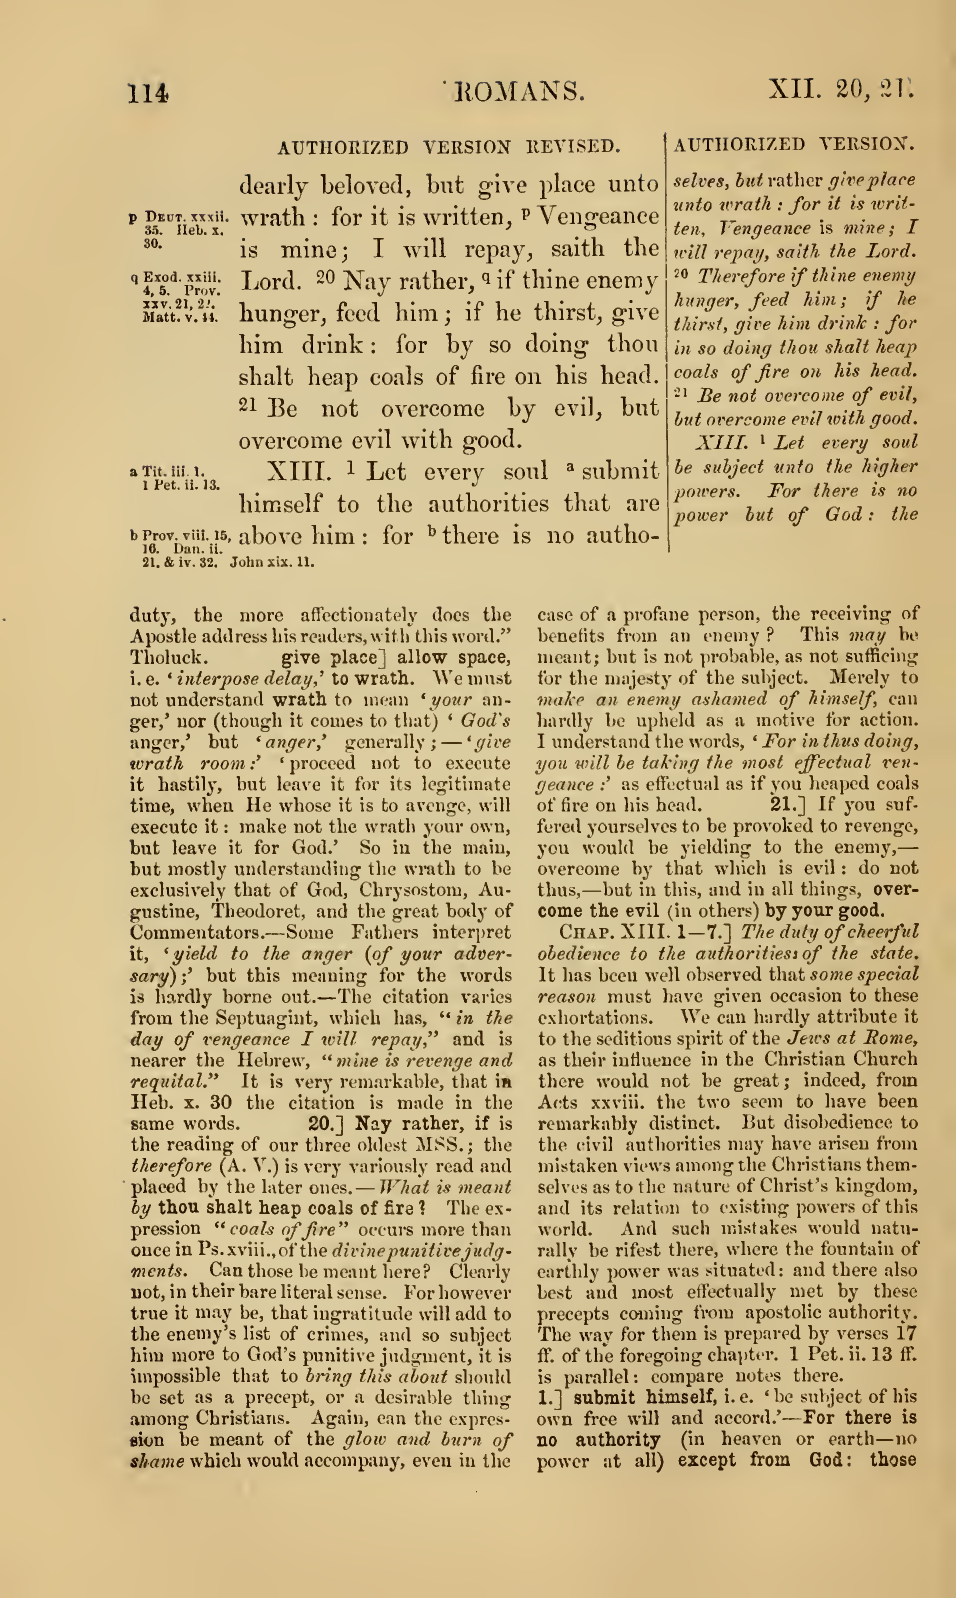 114
ROMANS.
XII. 20, 21.
AUTHORIZED VERSION REVISED.
dearly beloved, but give place unto
wrath : for it is written, p Vengeance
is mine; I will repay, saith the
Lord. 20 Nay rather, q if thine enemy
hunger, feed him ; if he thirst, give
him drink : for by so doing thou
shalt heap coals of fire on his head.
21 Be not overcome by evil, but
overcome evil with good.
XIII. 1 Let every soul a submit
himself to the authorities that are
above him : for b there is no autho-
p DEUT. xxxii.
35. Heb. x.
30.
q Exod. xxiii.
4, 5. Prov.
xxv. 21, 22.
Matt. v. 44.
a Tit. iii. 1.
1 Pet. ii. 13.
b Prov. viii. 15,
16. Dan. ii.
21. & iv. 32. John xix. 11.
AUTHORIZED VERSION.
selves, but rather give place
unto wrath : for it is writ-
ten, Vengeance is mine ; I
will repay, saith the Lord.
20 Therefore if thine enemy
hunger, feed him ; if he
thirst, give him drink : for
in so doing thou shalt heap
coals of fire on his head.
21 Be not overcome of evil,
but overcome evil with good.
XIII. 1 Let every soul
be subject unto the higher
powers. For there is no
power but of God : the
duty, the more affectionately does the
Apostle address his readers, with this word.”
Tholuck. give place] allow space,
i. e. ‘interpose delay,’ to wrath. We must
not understand wrath to mean ‘your an-
ger,’ nor (though it comes to that) ‘God's
anger,’ but ‘anger,’ generally ;—‘give
wrath room :’ ‘proceed not to execute
it hastily, but leave it for its legitimate
time, when He whose it is to avenge, will
execute it : make not the wrath your own,
but leave it for God.’ So in the main,
but mostly understanding the wrath to be
exclusively that of God, Chrysostom, Au-
gustine, Theodoret, and the great body of
Commentators.—Some Fathers interpret
it, ‘yield to the anger (of your adver-
sary) ;’ but this meaning for the words
is hardly borne out.—The citation varies
from the Septuagint, which has, “in the
day of vengeance I will repay,” and is
nearer the Hebrew, “mine is revenge and
requital.” It is very remarkable, that in
Heb. x. 30 the citation is made in the
same words. 20.] Nay rather, if is
the reading of our three oldest MSS. ; the
therefore (A. V.) is very variously read and
placed by the later ones.—What is meant
by thou shalt heap coals of fire ? The ex-
pression “coals of fire” occurs more than
once in Ps. xviii., of the divine punitive judg-
ments. Can those be meant here? Clearly
not, in their bare literal sense. For however
true it may be, that ingratitude will add to
the enemy's list of crimes, and so subject
him more to God's punitive judgment, it is
impossible that to bring this about should
be set as a precept, or a desirable thing
among Christians. Again, can the expres-
sion be meant of the glow and burn of
shame which would accompany, even in the
case of a profane person, the receiving of
benefits from an enemy ? This may be
meant; but is not probable, as not sufficing
for the majesty of the subject. Merely to
make an enemy ashamed of himself, can
hardly be upheld as a motive for action.
I understand the words, ‘For in thus doing,
you will be taking the most effectual ven-
geance :’ as effectual as if you heaped coals
of fire on his head. 21.] If you suf-
fered yourselves to be provoked to revenge,
you would be yielding to the enemy,—
overcome by that which is evil : do not
thus,—but in this, and in all things, over-
come the evil (in others) by your good.
CHAP. XIII. 1—7.] The duty of cheerful
obedience to the authorities of the state.
It has been well observed that some special
reason must have given occasion to these
exhortations. We can hardly attribute it
to the seditious spirit of the Jews at Rome,
as their influence in the Christian Church
there would not be great ; indeed, from
Acts xxviii. the two seem to have been
remarkably distinct. But disobedience to
the civil authorities may have arisen from
mistaken views among the Christians them-
selves as to the nature of Christ's kingdom,
and its relation to existing powers of this
world. And such mistakes would natu-
rally be rifest there, where the fountain of
earthly power was situated : and there also
best and most effectually met by these
precepts coming from apostolic authority.
The way for them is prepared by verses 17
ff. of the foregoing chapter. 1 Pet. ii. 13 ff.
is parallel : compare notes there.
1.] submit himself, i. e. ‘be subject of his
own free will and accord.’—For there is
no authority (in heaven or earth—no
power at all) except from God : those